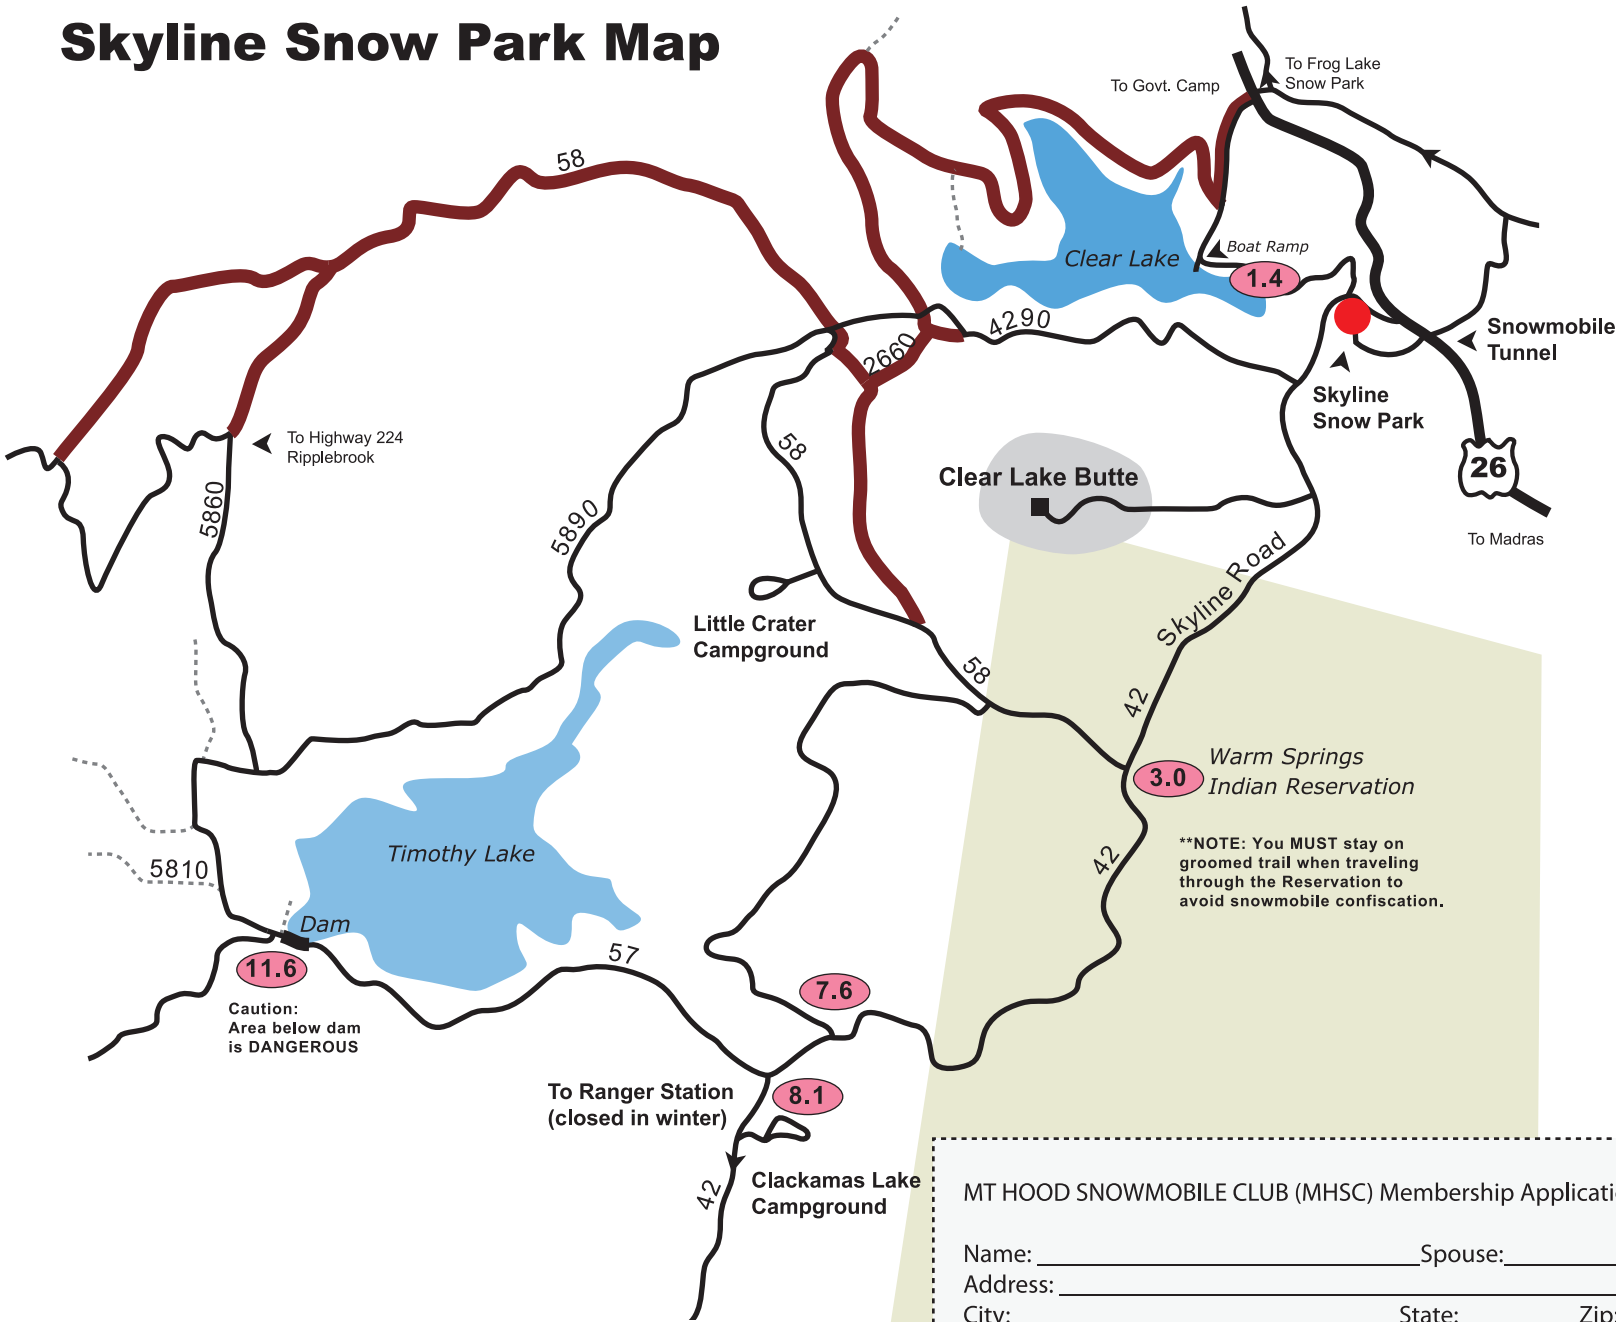 Skyline Snow Park Map
To Govt. Camp
To Frog Lake
Snow Park
58
Boat Ramp
Clear Lake
1.4
4290
2660
Snowmobile
Tunnel
Skyline
Snow Park
26
To Madras
To Highway 224
Ripplebrook
58
Clear Lake Butte
5860
5890
Skyline Road
Little Crater
Campground
58
42
Warm Springs
Indian Reservation
3.0
**NOTE: You MUST stay on
groomed trail when traveling
through the Reservation to
avoid snowmobile confiscation.
42
Timothy Lake
5810
Dam
57
11.6
7.6
Caution:
Area below dam
is DANGEROUS
To Ranger Station
(closed in winter)
8.1
Clackamas Lake
Campground
42
MT HOOD SNOWMOBILE CLUB (MHSC) Membership Applicati
Name: Spouse:
Address:
City: State: Zip: